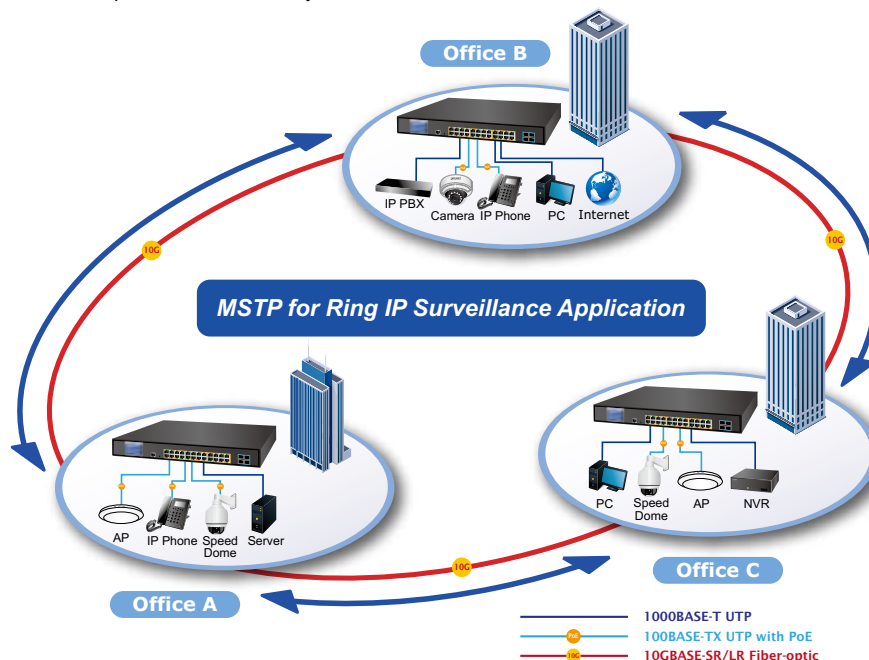 Office B
IP PBX
Camera
IP Phone
PC
Internet
10G
10G
MSTP for Ring IP Surveillance Application
PC
Speed
Dome
AP
NVR
AP
IP Phone
Speed
Dome
Server
10G
Office C
Office A
1000BASE-T UTP
PoE
100BASE-TX UTP with PoE
10G
10GBASE-SR/LR Fiber-optic